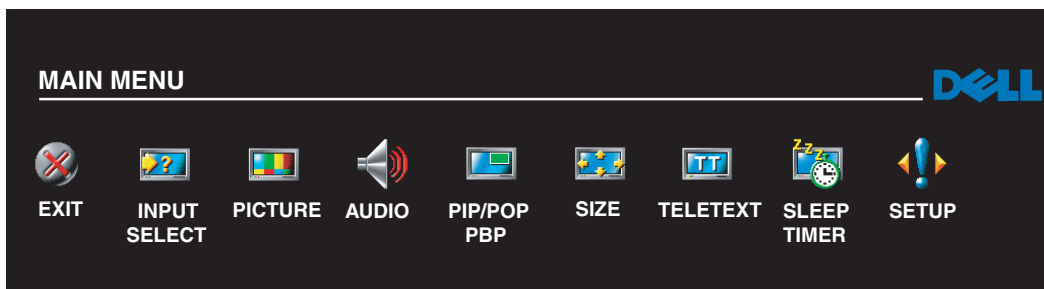 MAIN MENU
DELL
EXIT
INPUT
SELECT
PICTURE
AUDIO
PIP/POP
PBP
SIZE
TELETEXT
SLEEP
TIMER
SETUP
?
TT
z z z z